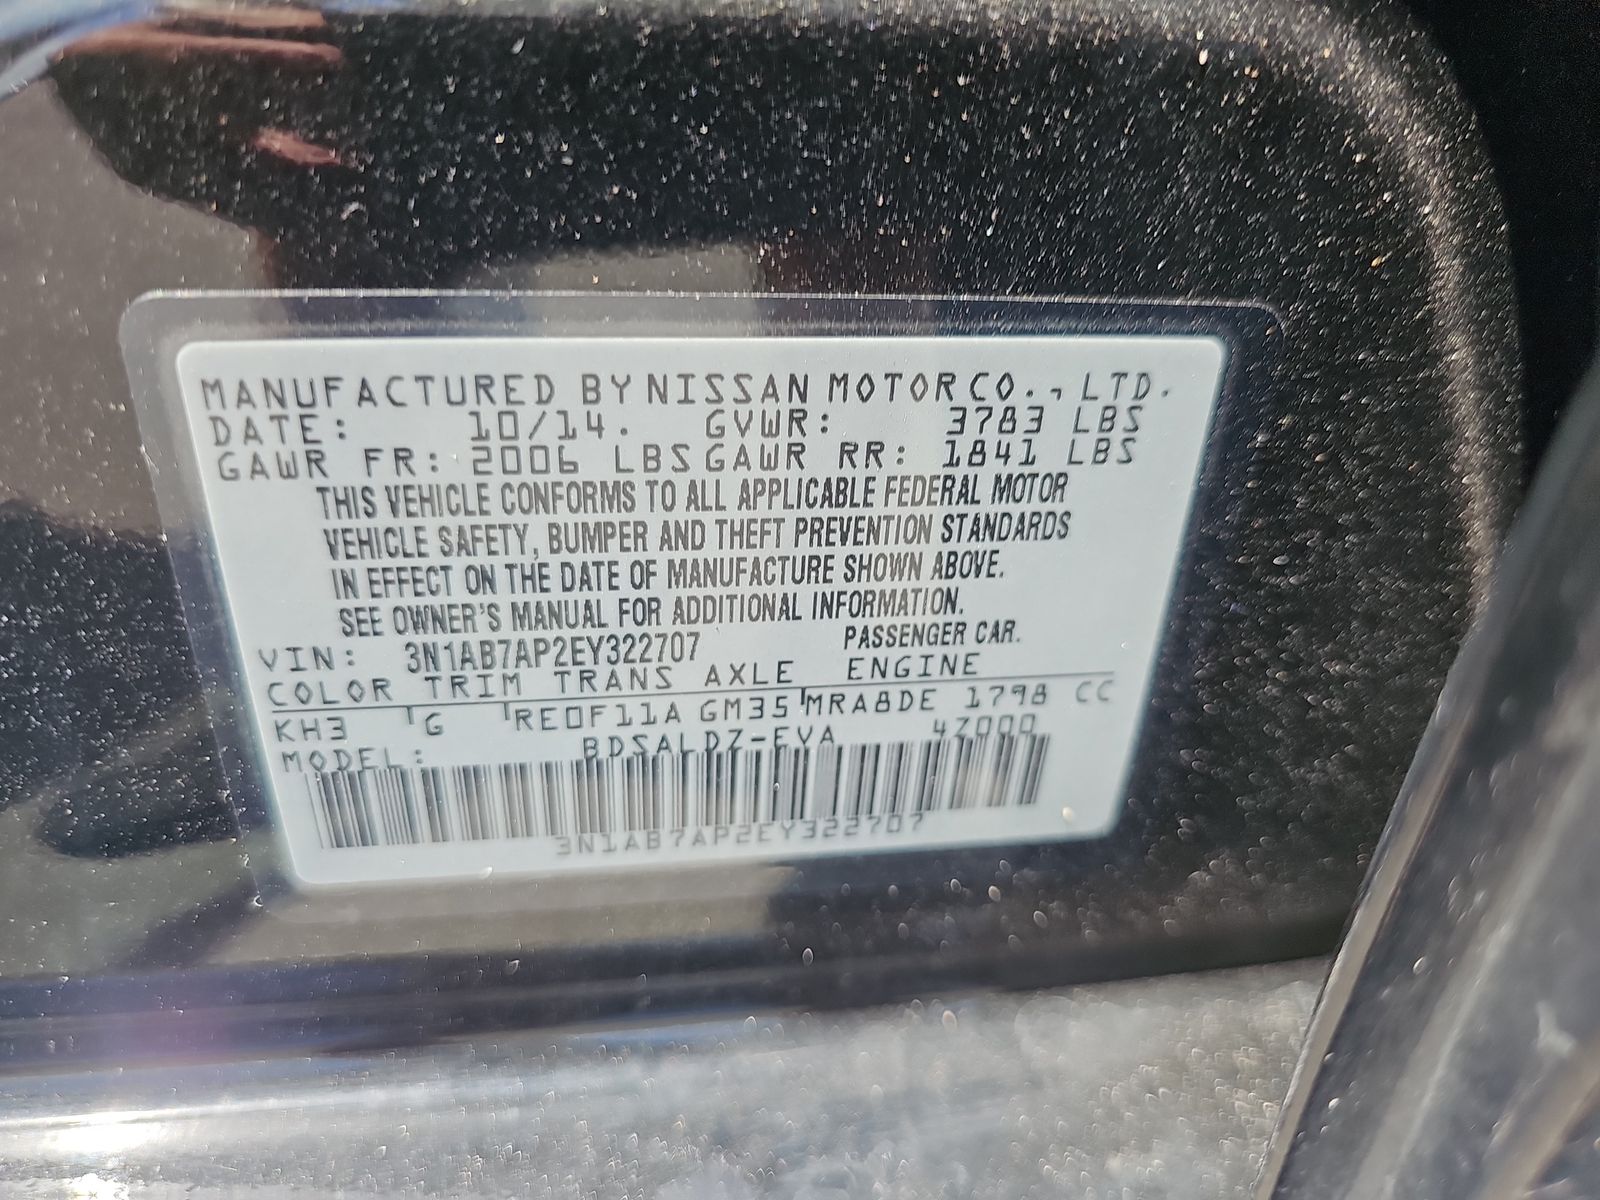 MANUFACTURED BY NISSAN MOTOR CO., LTD.
DATE: 10/14. GVWR: 3783 LBS
GAWR FR: 2006 LBS GAWR RR: 1841 LBS
THIS VEHICLE CONFORMS TO ALL APPLICABLE FEDERAL MOTOR
VEHICLE SAFETY, BUMPER AND THEFT PREVENTION STANDARDS
IN EFFECT ON THE DATE OF MANUFACTURE SHOWN ABOVE.
SEE OWNER'S MANUAL FOR ADDITIONAL INFORMATION.
VIN: 3N1AB7AP2EY322707 PASSENGER CAR.
COLOR TRIM TRANS AXLE ENGINE
KH3 G RE0F11A GM35 MRA8DE 1798 CC
MODEL: BDSALDZ-EVA 4Z000
3N1AB7AP2EY322707